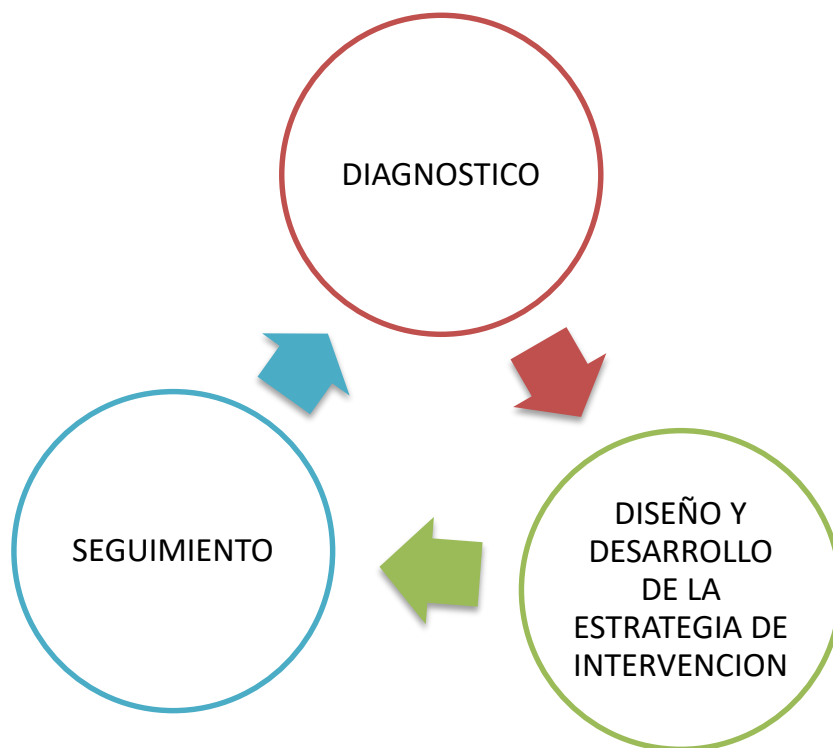 DIAGNOSTICO
SEGUIMIENTO
DISEÑO Y
DESARROLLO
DE LA
ESTRATEGIA DE
INTERVENCION